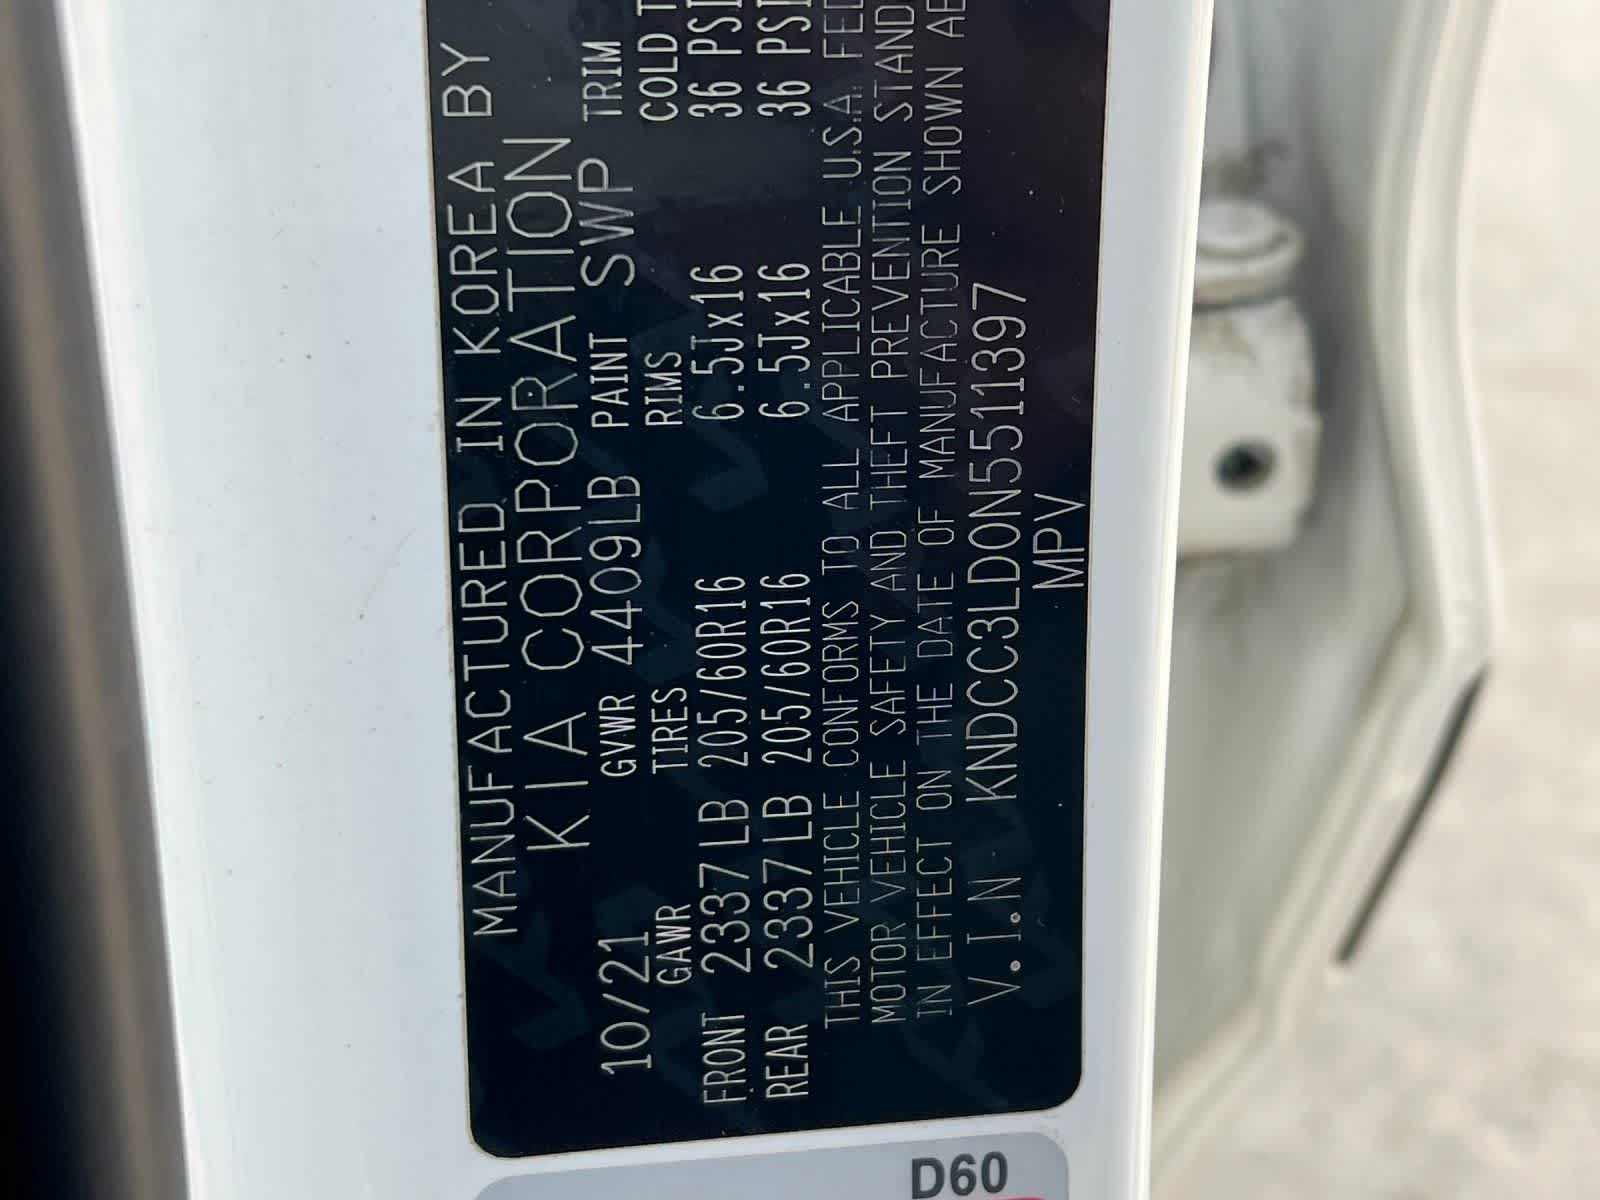 MANUFACTURED IN KOREA BY
KIA CORPORATION
10/21 GVWR 4409LB PAINT SWP TRIM
GAWR TIRES RIMS COLD T
FRONT 2337LB 205/60R16 6.5Jx16 36 PSI
REAR 2337LB 205/60R16 6.5Jx16 36 PSI
THIS VEHICLE CONFORMS TO ALL APPLICABLE U.S.A. FED
MOTOR VEHICLE SAFETY AND THEFT PREVENTION STAND
IN EFFECT ON THE DATE OF MANUFACTURE SHOWN AB
V.I.N KNDCC3LD0N5511397
MPV
D60